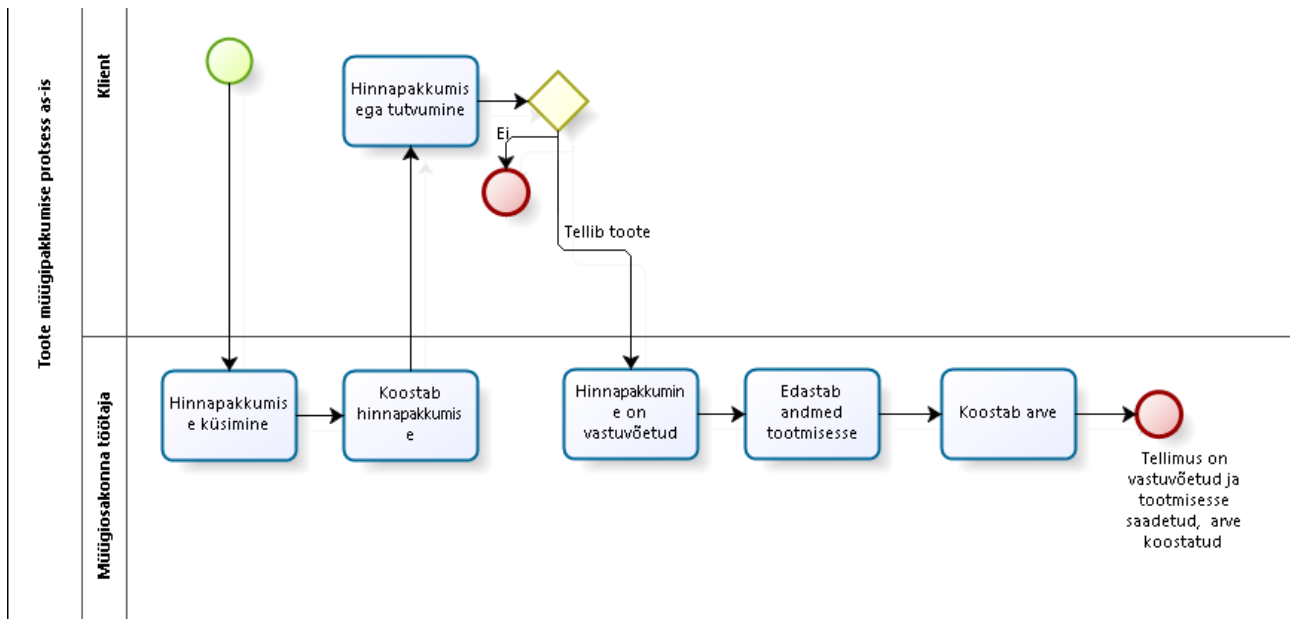 Toote müügipakkumise protsess as-is
Klient
Hinnapakkumis
ega tutvumine
Ei
Tellib toote
Müügiosakonna töötaja
Hinnapakkumis
e küsimine
Koostab
hinnapakkumis
e
Hinnapakkumin
e on
vastuvõetud
Edastab
andmed
tootmisesse
Koostab arve
Tellimus on
vastuvõetud ja
tootmisesse
saadetud, arve
koostatud